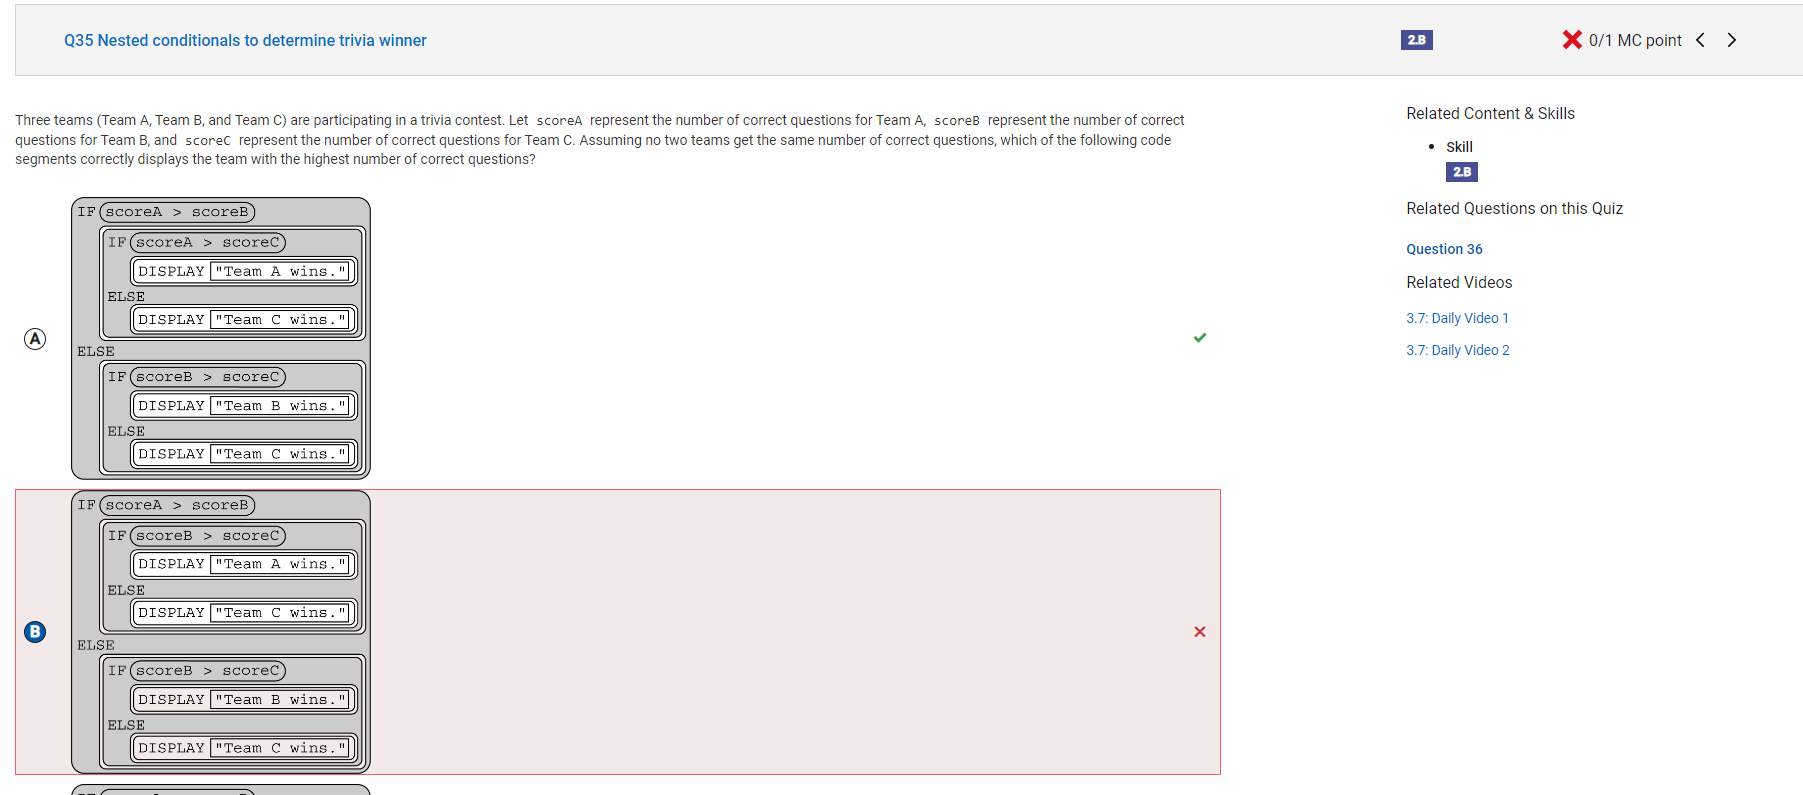 Q35 Nested conditionals to determine trivia winner
2.B
0/1 MC point
Three teams (Team A, Team B, and Team C) are participating in a trivia contest. Let scoreA represent the number of correct questions for Team A, scoreB represent the number of correct
questions for Team B, and scoreC represent the number of correct questions for Team C. Assuming no two teams get the same number of correct questions, which of the following code
segments correctly displays the team with the highest number of correct questions?
A
IF scoreA > scoreB
IF scoreA > scoreC
DISPLAY "Team A wins."
ELSE
DISPLAY "Team C wins."
ELSE
IF scoreB > scoreC
DISPLAY "Team B wins."
ELSE
DISPLAY "Team C wins."
B
IF scoreA > scoreB
IF scoreB > scoreC
DISPLAY "Team A wins."
ELSE
DISPLAY "Team C wins."
ELSE
IF scoreB > scoreC
DISPLAY "Team B wins."
ELSE
DISPLAY "Team C wins."
Related Content & Skills
• Skill
2.B
Related Questions on this Quiz
Question 36
Related Videos
3.7: Daily Video 1
3.7: Daily Video 2